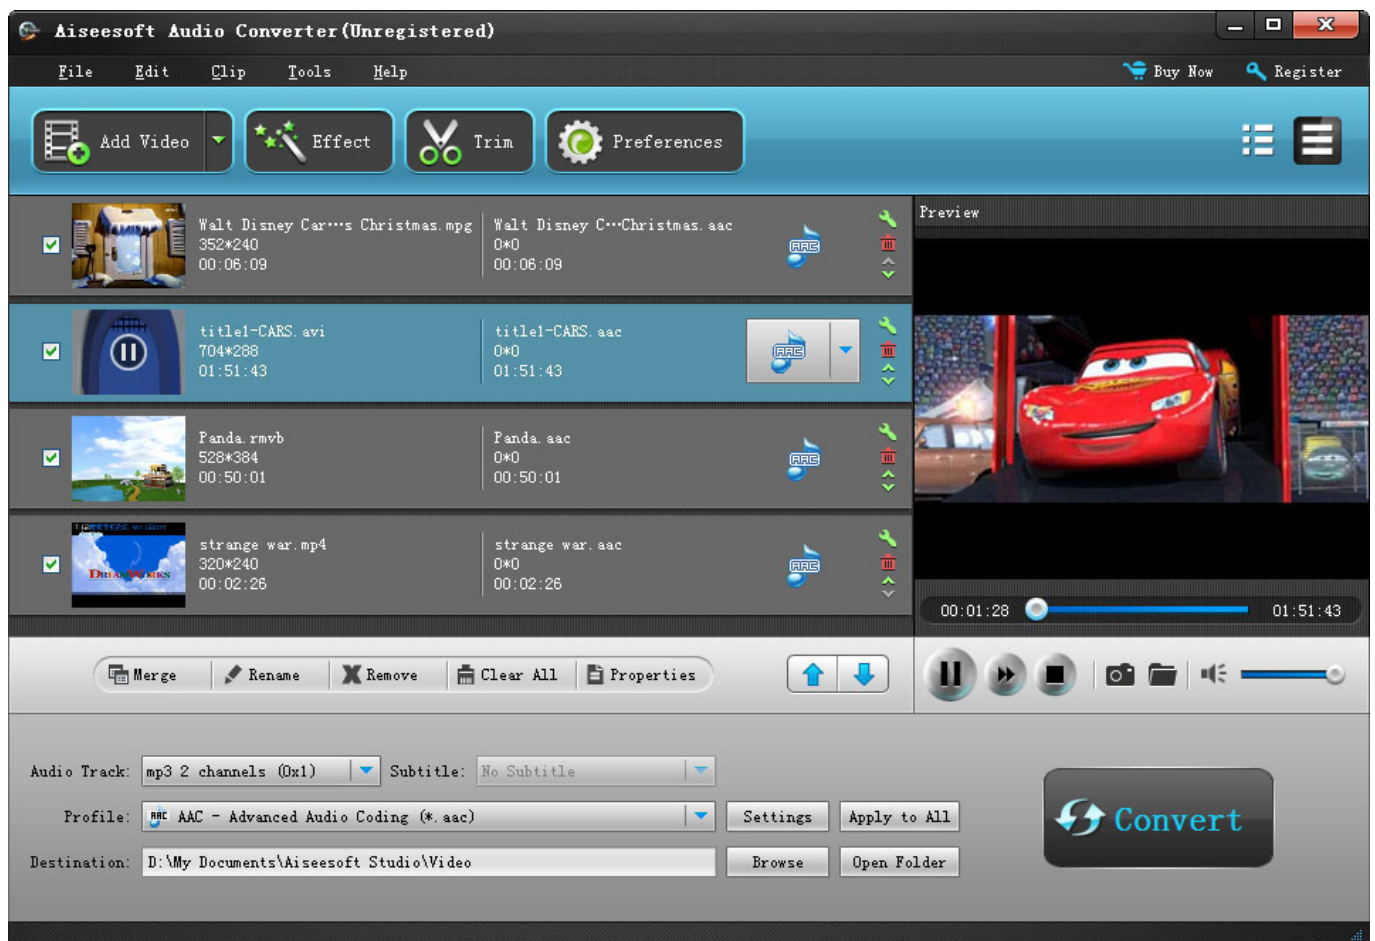 Aiseesoft Audio Converter(Unregistered)
File Edit Clip Tools Help Buy Now Register
Add Video Effect Trim Preferences
Preview
Walt Disney Car···s Christmas.mpg Walt Disney C···Christmas.aac
352*240 0*0
00:06:09 00:06:09
AAC
title1-CARS.avi title1-CARS.aac
704*288 0*0
01:51:43 01:51:43
AAC
Panda.rmvb Panda.aac
528*384 0*0
00:50:01 00:50:01
AAC
strange war.mp4 strange war.aac
320*240 0*0
00:02:26 00:02:26
AAC
DREAMWORKS
00:01:28 01:51:43
Merge Rename Remove Clear All Properties
Audio Track: mp3 2 channels (0x1) Subtitle: No Subtitle
Profile: AAC AAC - Advanced Audio Coding (*.aac) Settings Apply to All
Destination: D:\My Documents\Aiseesoft Studio\Video Browse Open Folder
Convert